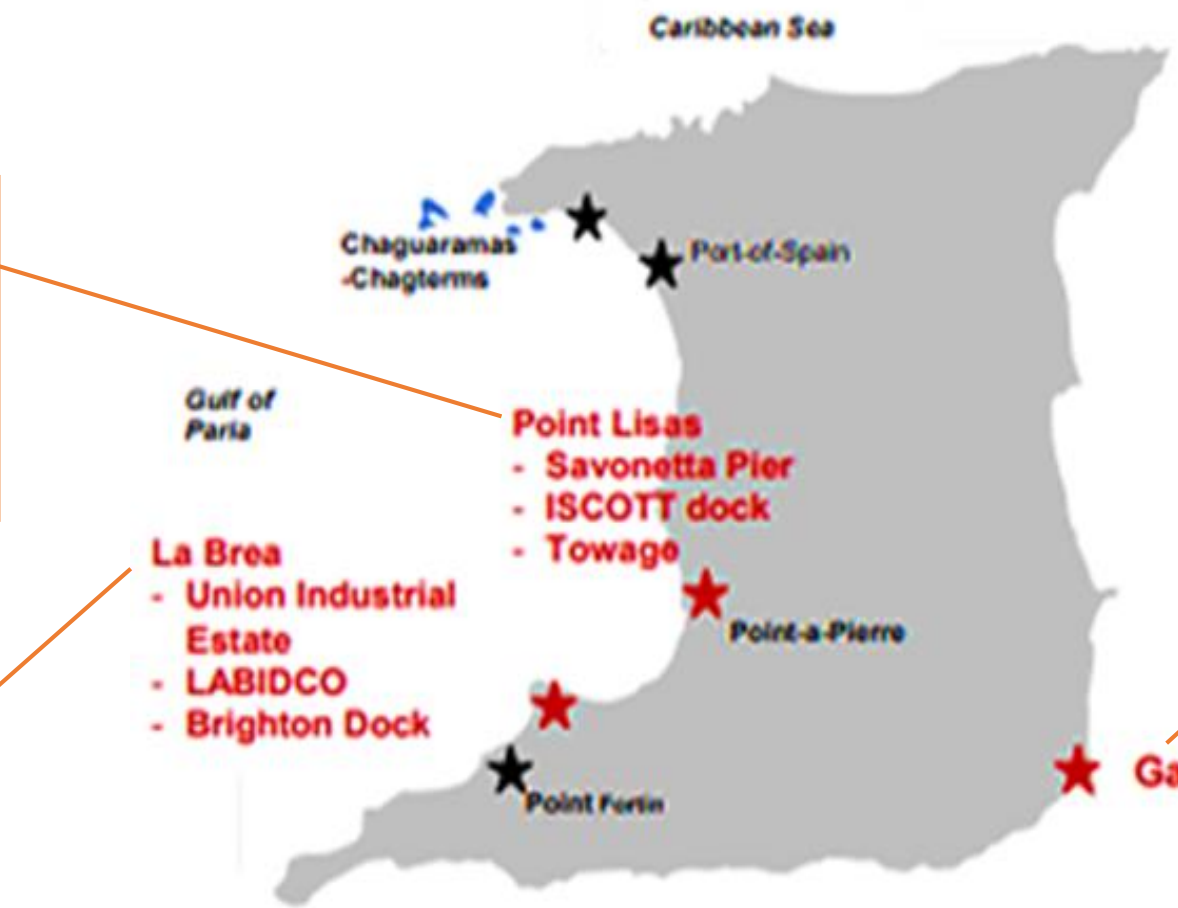 Caribbean Sea
Chaguaramas
-Chagterms
Port-of-Spain
Gulf of
Paria
Point Lisas
- Savonetta Pier
- ISCOTT dock
- Towage
La Brea
- Union Industrial
Estate
- LABIDCO
- Brighton Dock
Point-a-Pierre
Ga
Point Fortin